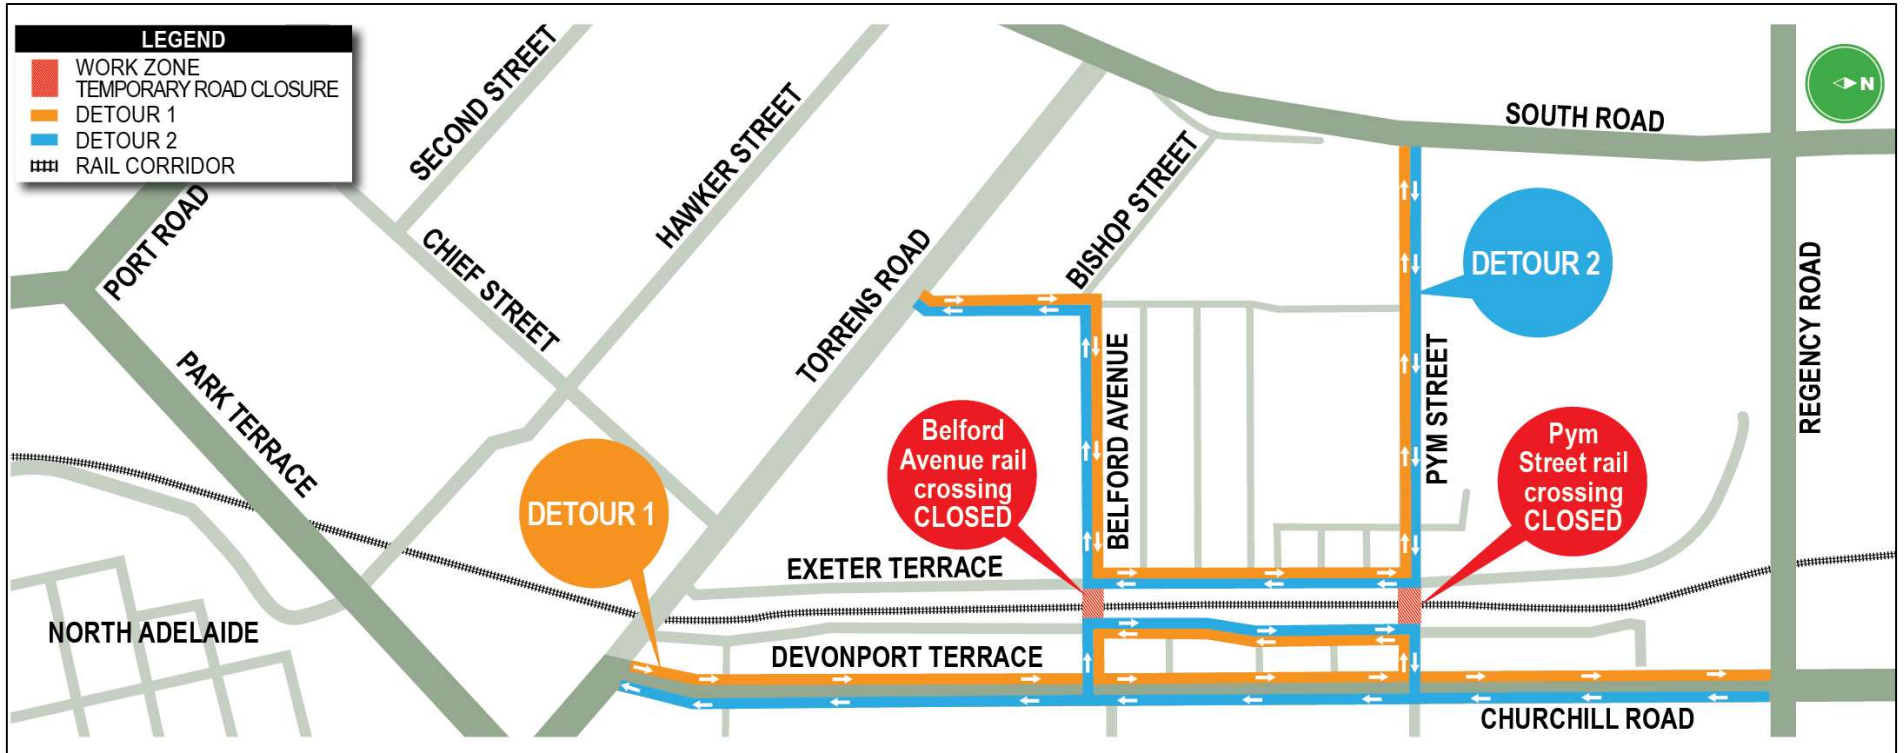 LEGEND
WORK ZONE
TEMPORARY ROAD CLOSURE
DETOUR 1
DETOUR 2
RAIL CORRIDOR
SECOND STREET
HAWKER STREET
SOUTH ROAD
N
PORT ROAD
CHIEF STREET
TORRENS ROAD
BISHOP STREET
DETOUR 2
REGENCY ROAD
PARK TERRACE
BELFORD AVENUE
PYM STREET
Belford
Avenue rail
crossing
CLOSED
Pym
Street rail
crossing
CLOSED
DETOUR 1
EXETER TERRACE
NORTH ADELAIDE
DEVONPORT TERRACE
CHURCHILL ROAD